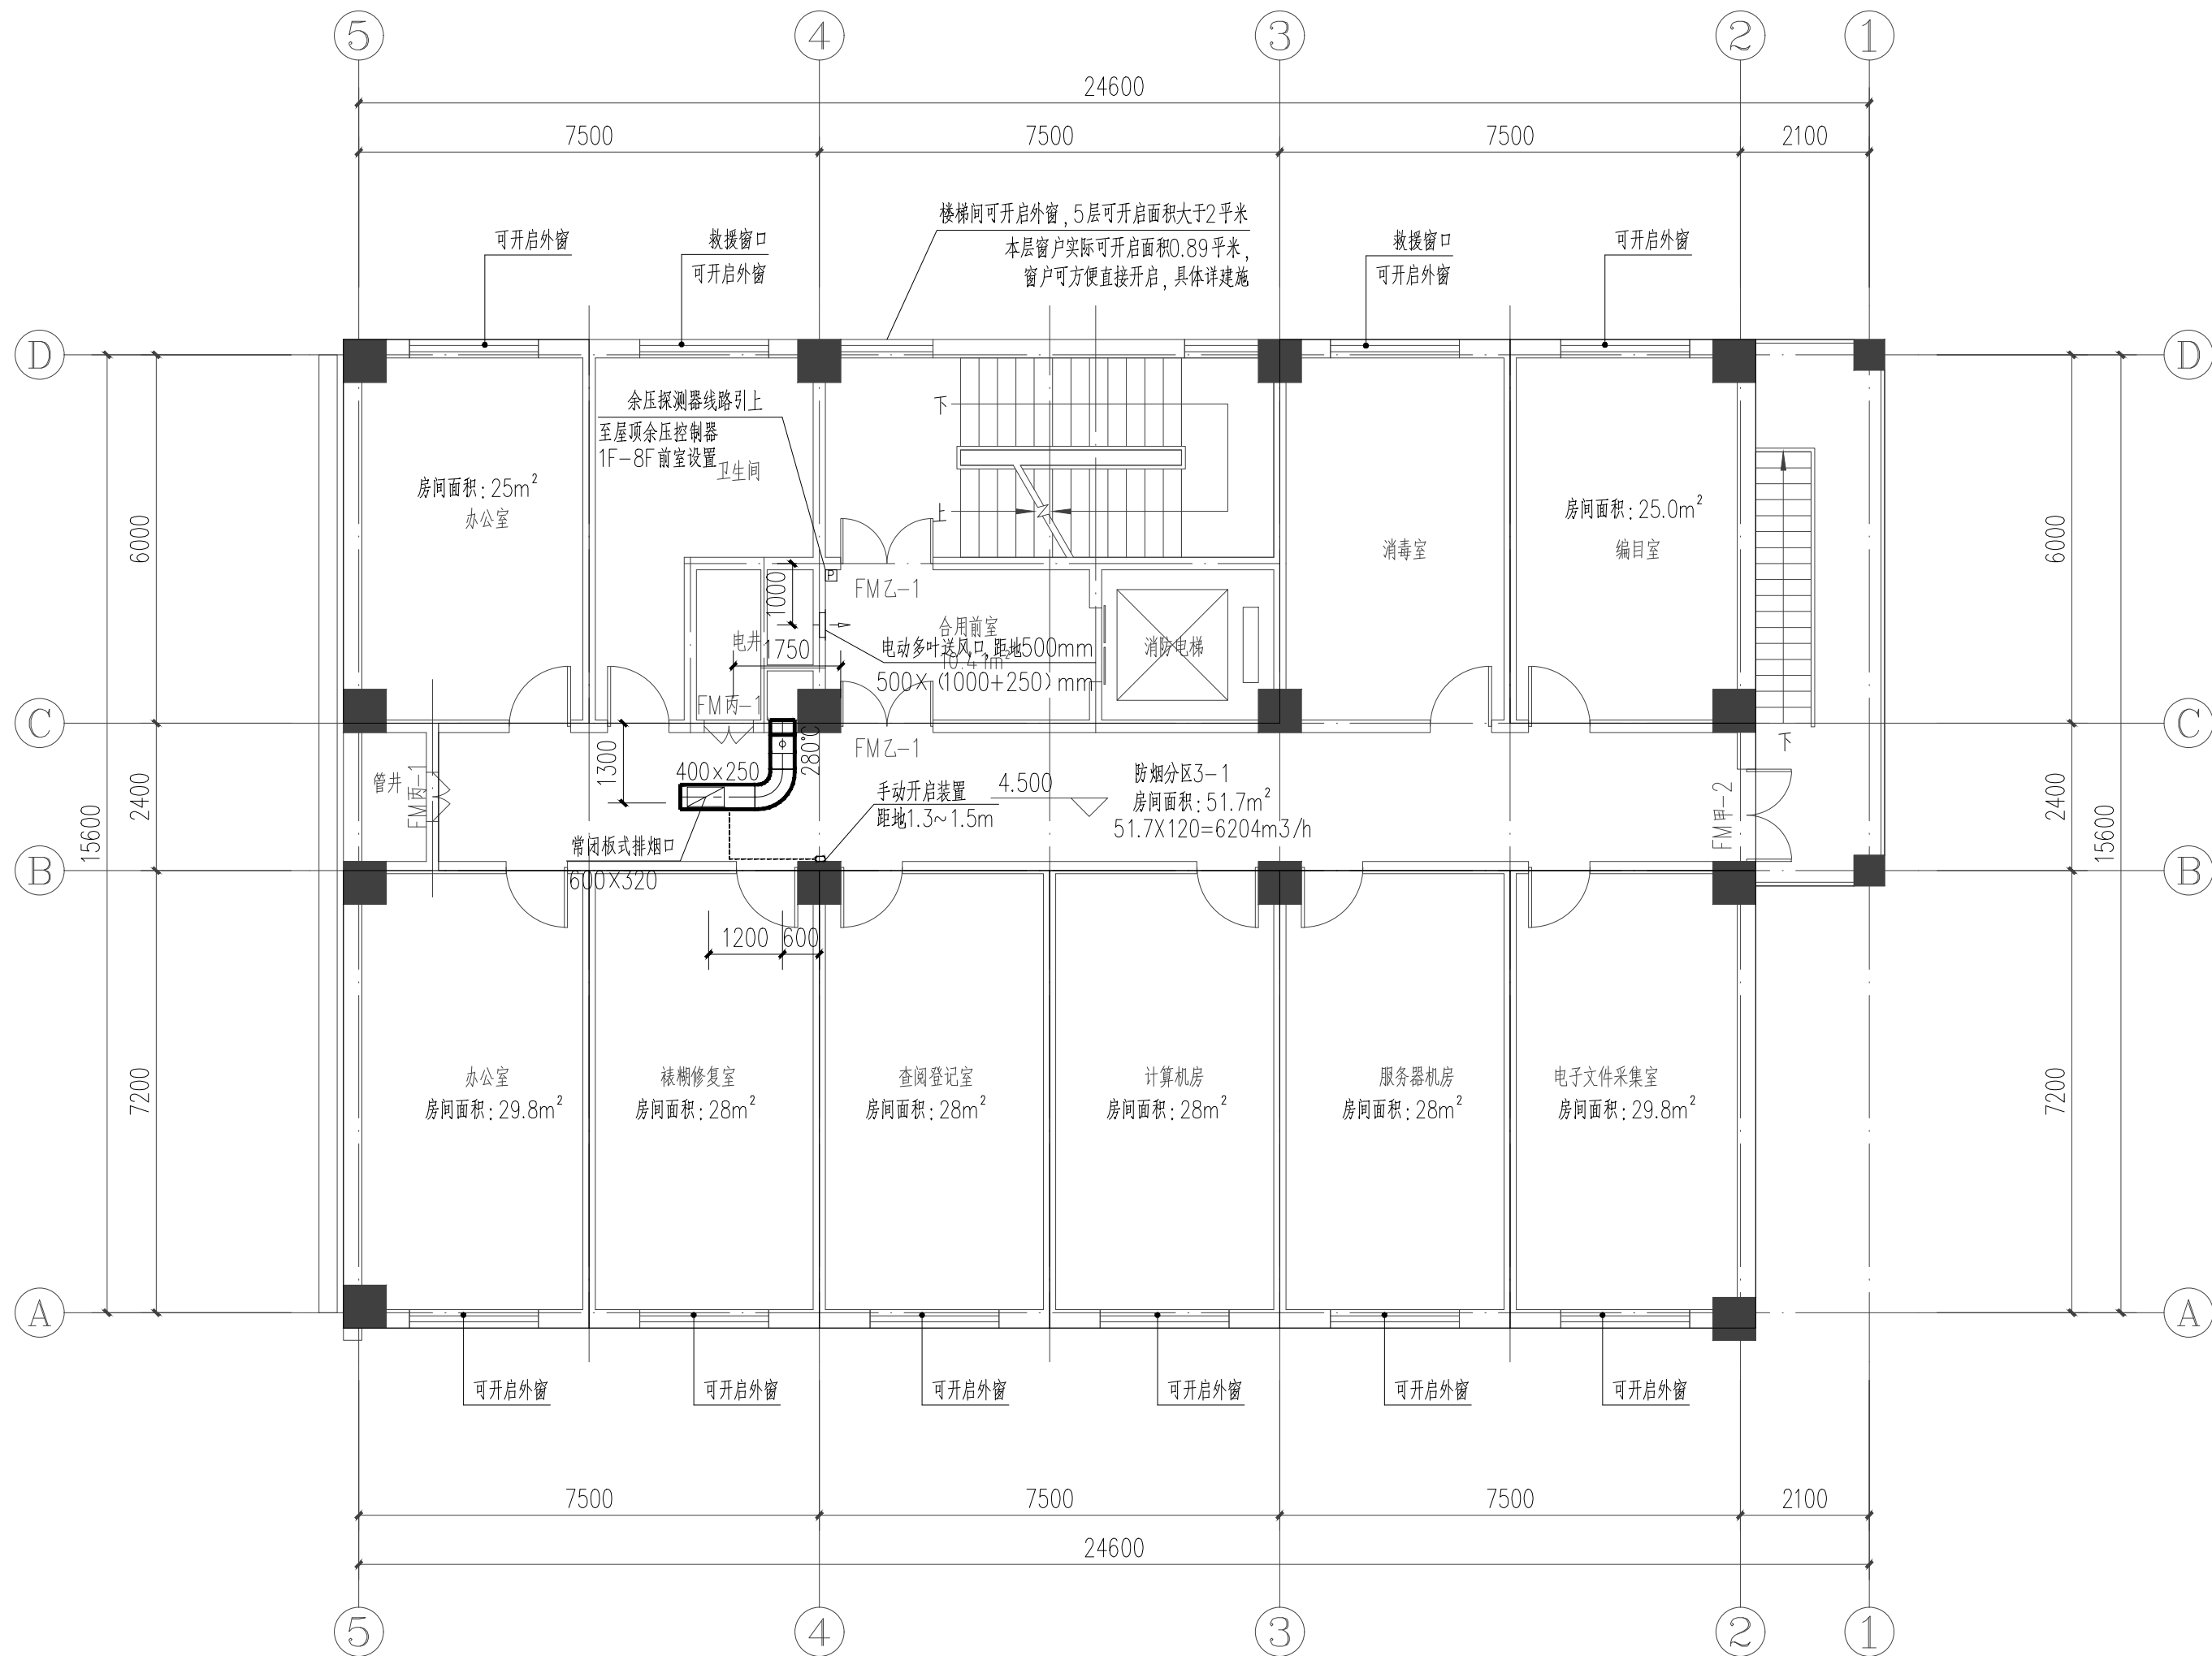 5 4 3 2 1
24600
7500 7500 7500 2100
楼梯间可开启外窗,5层可开启面积大于2平米
本层窗户实际可开启面积0.89平米,
窗户可方便直接开启,具体详建施
可开启外窗
救援窗口
可开启外窗
救援窗口
可开启外窗
可开启外窗
D D
余压探测器线路引上
至屋顶余压控制器
1F-8F前室设置
卫生间
下
上
房间面积:25m²
办公室
房间面积:25.0m²
编目室
消毒室
6000
6000
P
1000
FM乙-1
合用前室
10.41m²
电动多叶送风口,距地500mm
500X(1000+250)mm
电井
1750
消防电梯
FM丙-1
C C
下
FM乙-1
280°C
1300
400×250
管井
FM丙-1
手动开启装置
距地1.3~1.5m
4.500
防烟分区3-1
房间面积:51.7m²
51.7X120=6204m3/h
FM甲-2
2400
15600
2400
15600
常闭板式排烟口
600X320
B B
1200 600
7200
7200
办公室
房间面积:29.8m²
裱糊修复室
房间面积:28m²
查阅登记室
房间面积:28m²
计算机房
房间面积:28m²
服务器机房
房间面积:28m²
电子文件采集室
房间面积:29.8m²
A A
可开启外窗 可开启外窗 可开启外窗 可开启外窗 可开启外窗 可开启外窗
7500 7500 7500 2100
24600
5 4 3 2 1